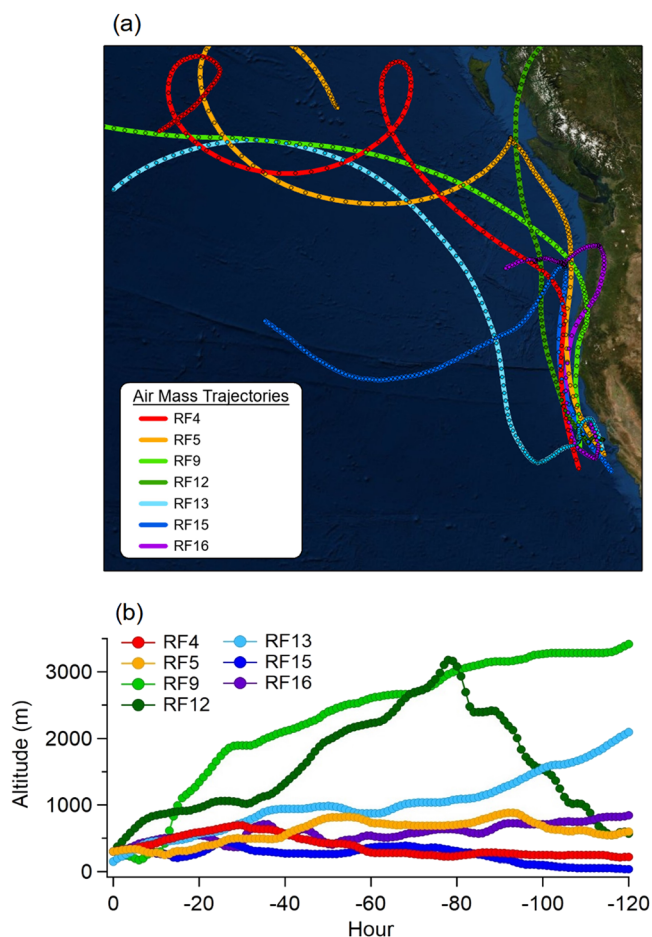 (a)
Air Mass Trajectories
RF4
RF5
RF9
RF12
RF13
RF15
RF16
(b)
RF4
RF5
RF9
RF12
RF13
RF15
RF16
3000
2000
1000
0
Altitude (m)
0
-20
-40
-60
-80
-100
-120
Hour